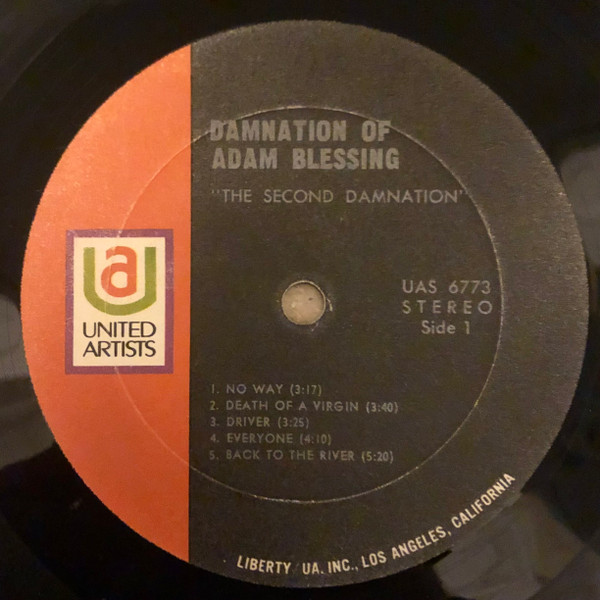 DAMNATION OF
ADAM BLESSING
"THE SECOND DAMNATION"
ua
UNITED
ARTISTS
UAS 6773
STEREO
Side 1
1. NO WAY (3:17)
2. DEATH OF A VIRGIN (3:40)
3. DRIVER (3:25)
4. EVERYONE (4:10)
5. BACK TO THE RIVER (5:20)
LIBERTY/UA, INC., LOS ANGELES, CALIFORNIA